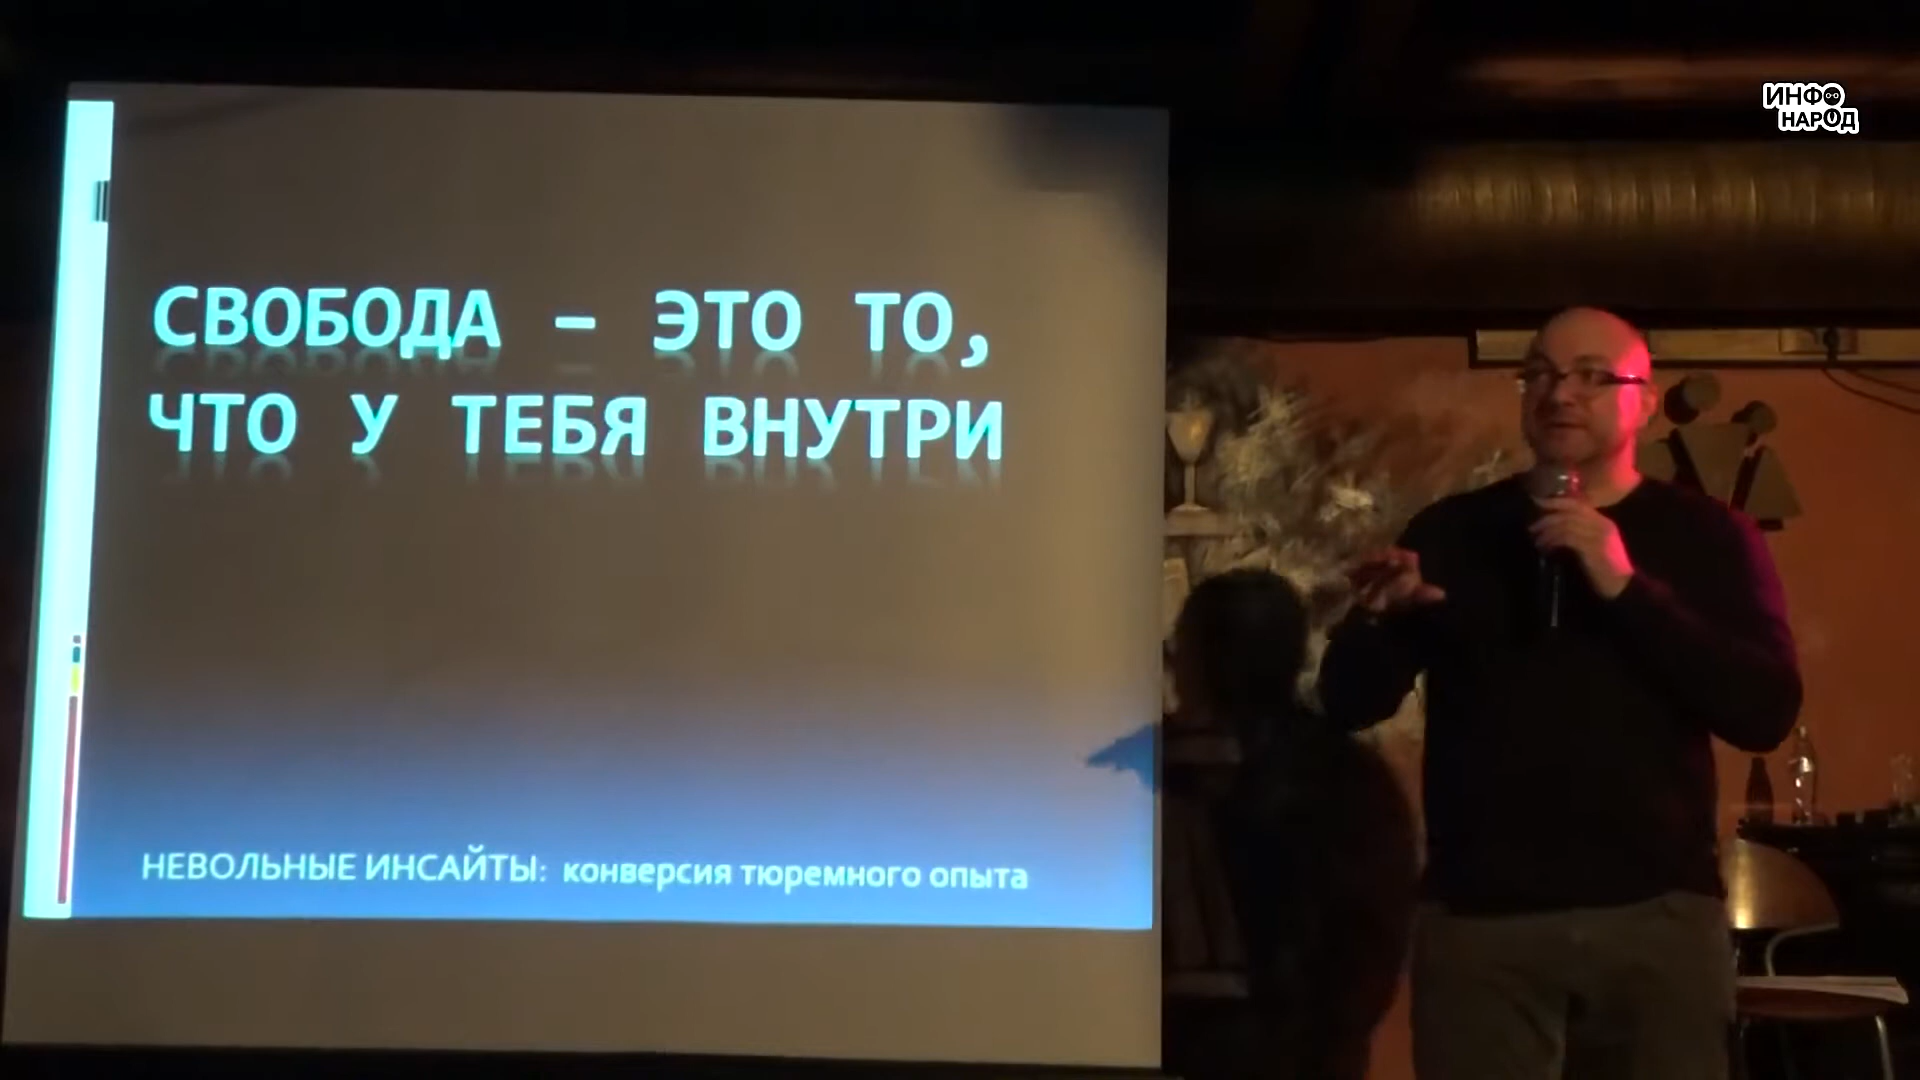 ИНФО
НАРОД
СВОБОДА – ЭТО ТО,
ЧТО У ТЕБЯ ВНУТРИ
НЕВОЛЬНЫЕ ИНСАЙТЫ: конверсия тюремного опыта